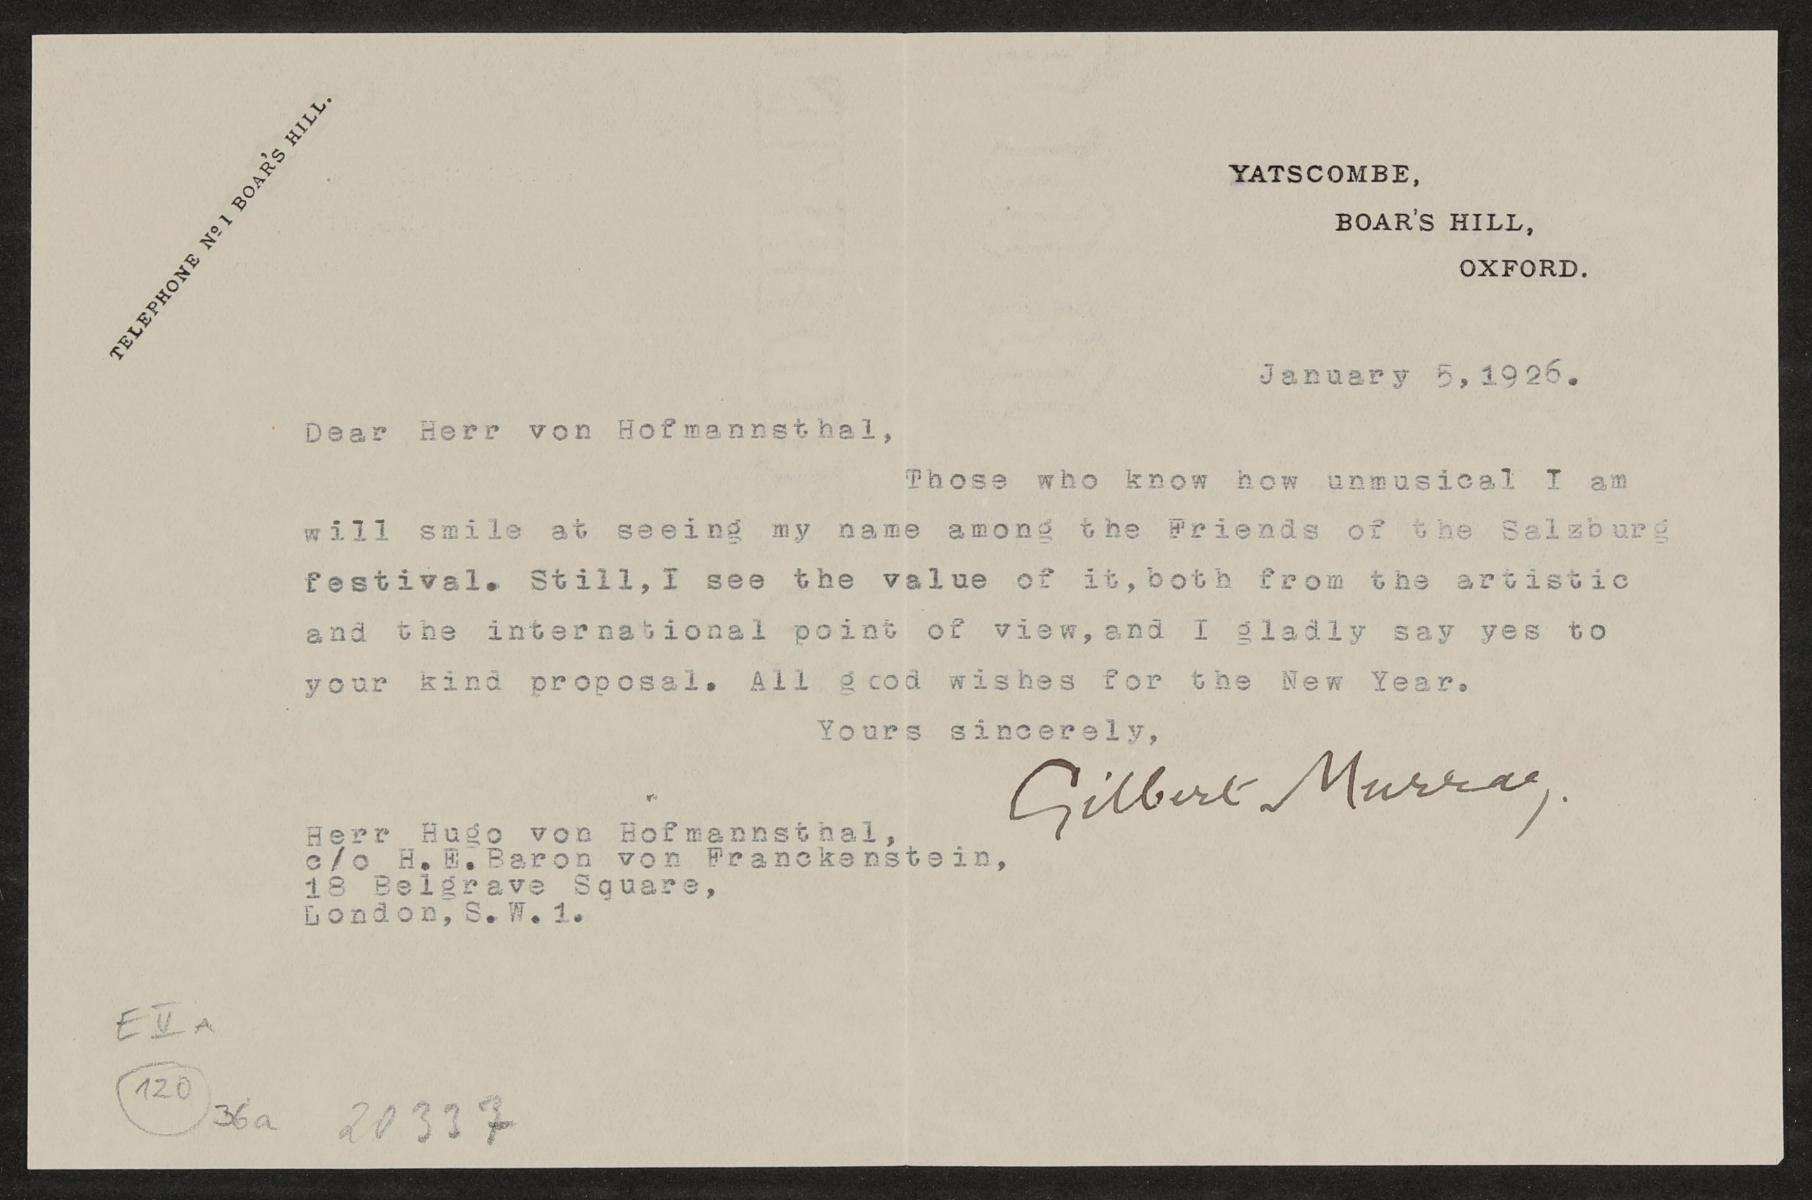 TELEPHONE Nº 1 BOAR'S HILL.
YATSCOMBE,
BOAR'S HILL,
OXFORD.
January 5,1926.
Dear Herr von Hofmannsthal,
Those who know how unmusical I am
will smile at seeing my name among the Friends of the Salzburg
festival. Still,I see the value of it,both from the artistic
and the international point of view,and I gladly say yes to
your kind proposal. All good wishes for the New Year.
Yours sincerely,
Gilbert Murray.
Herr Hugo von Hofmannsthal,
c/o H.E.Baron von Franckenstein,
18 Belgrave Square,
London,S.W.1.
E V A
120
36a 20337